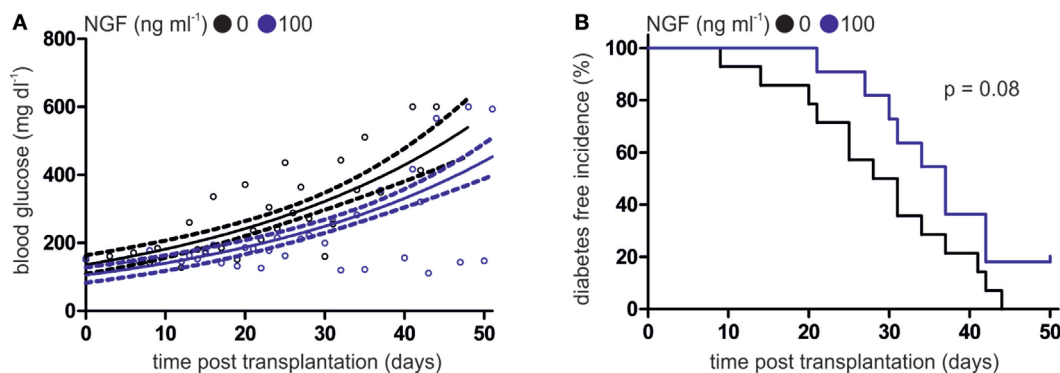 A
NGF (ng ml⁻¹) 0 100
blood glucose (mg dl⁻¹)
800
600
400
200
0
0 10 20 30 40 50
time post transplantation (days)
B
NGF (ng ml⁻¹) 0 100
diabetes free incidence (%)
100
80
60
40
20
0
p = 0.08
0 10 20 30 40 50
time post transplantation (days)